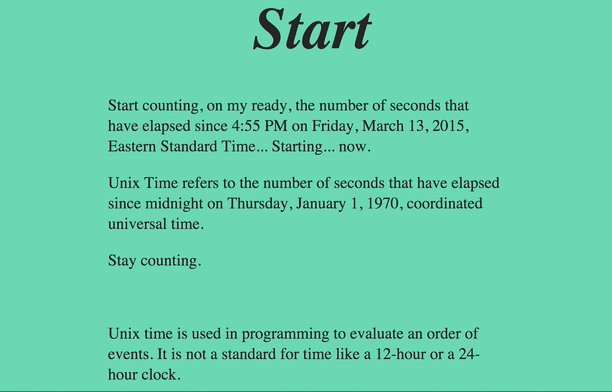 Start
Start counting, on my ready, the number of seconds that
have elapsed since 4:55 PM on Friday, March 13, 2015,
Eastern Standard Time... Starting... now.
Unix Time refers to the number of seconds that have elapsed
since midnight on Thursday, January 1, 1970, coordinated
universal time.
Stay counting.
Unix time is used in programming to evaluate an order of
events. It is not a standard for time like a 12-hour or a 24-
hour clock.